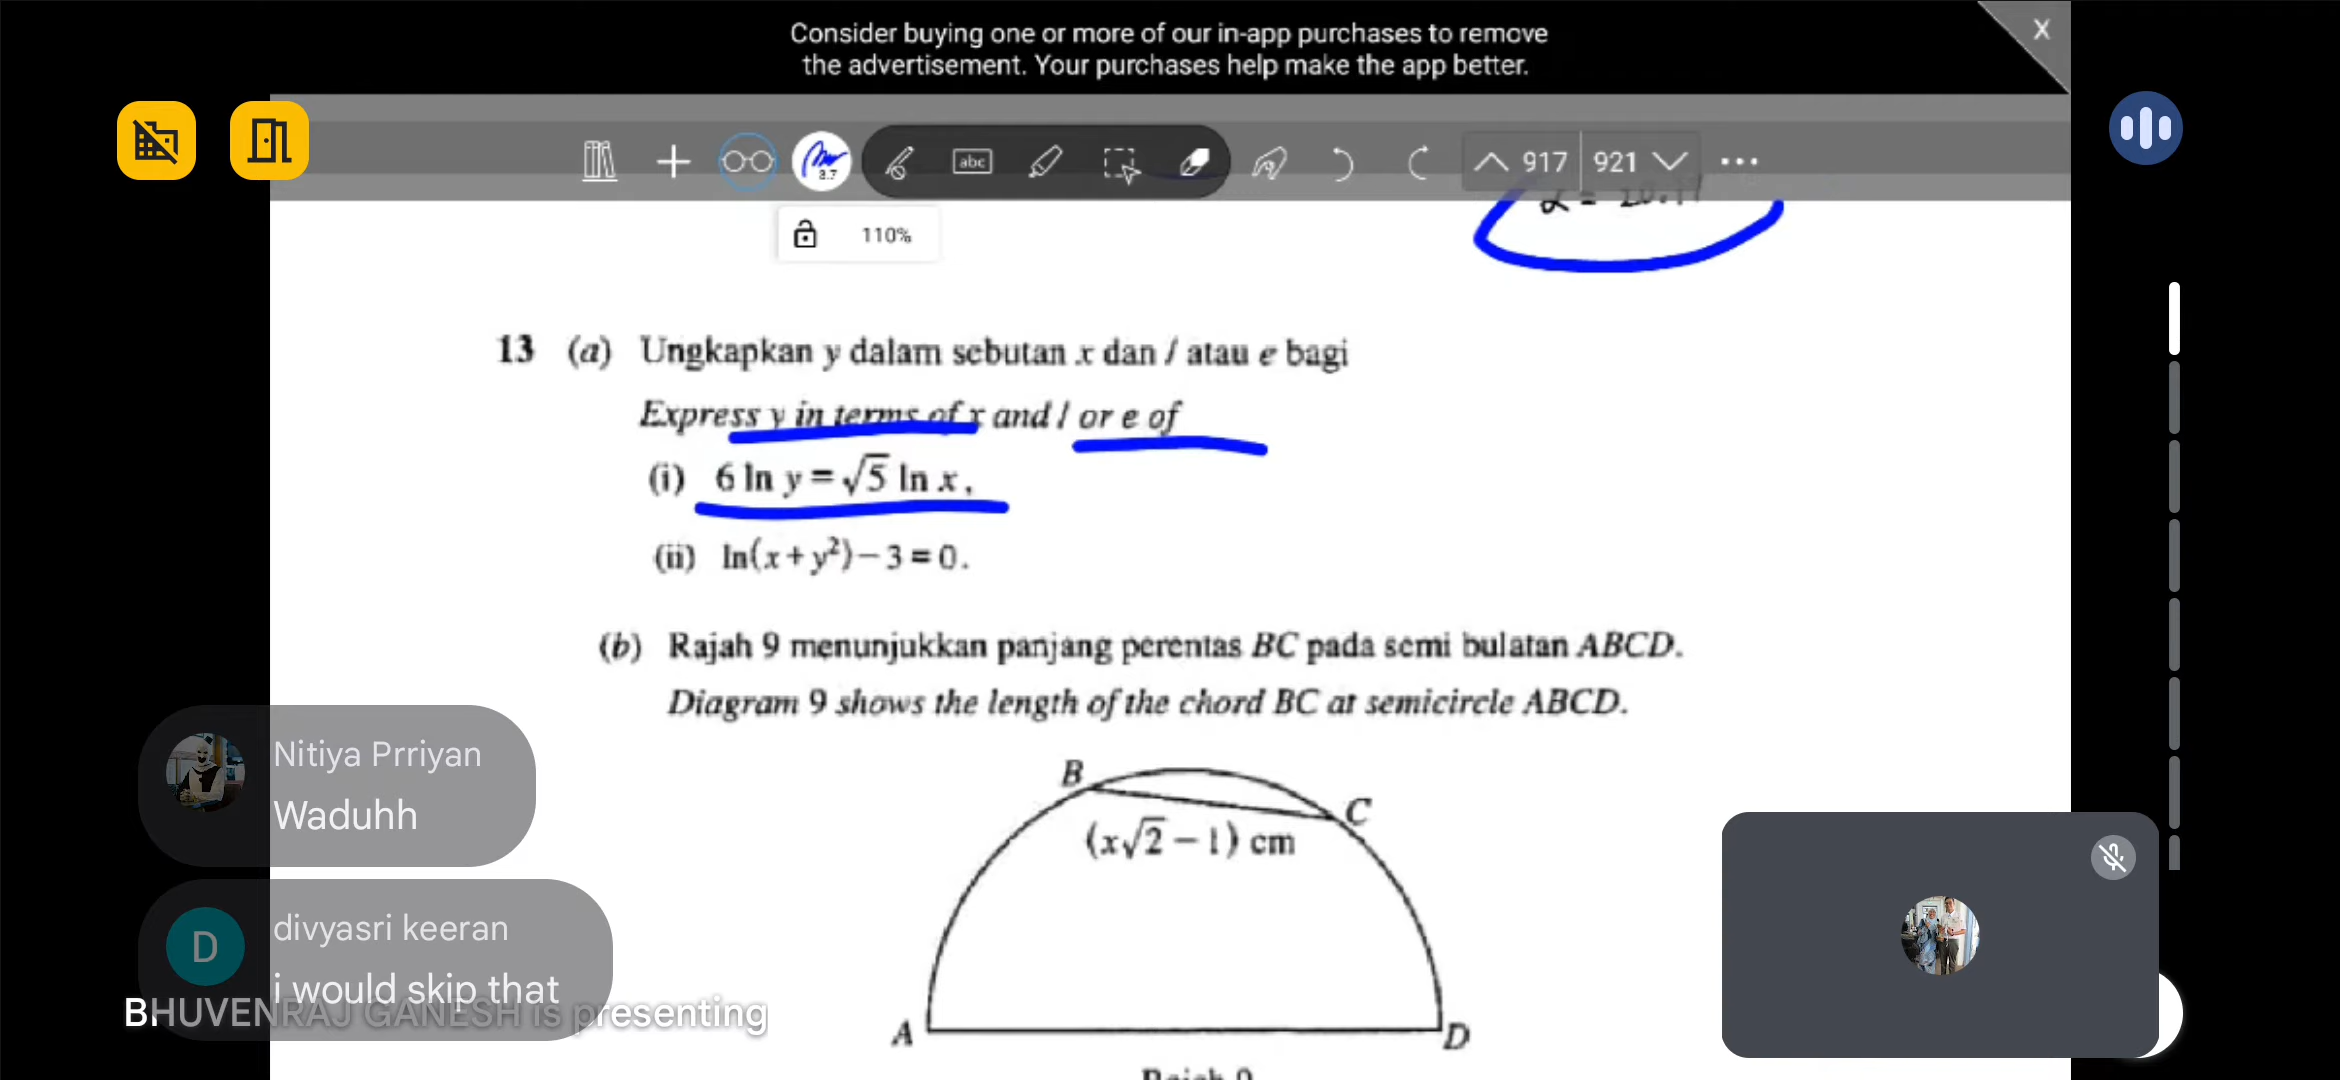 Consider buying one or more of our in-app purchases to remove
the advertisement. Your purchases help make the app better.
X
abc
3.7
917
921
110%
13 (a) Ungkapkan y dalam sebutan x dan / atau e bagi
Express y in terms of x and / or e of
(i) 6 ln y = √5 ln x,
(ii) ln(x + y²) − 3 = 0.
(b) Rajah 9 menunjukkan panjang perentas BC pada semi bulatan ABCD.
Diagram 9 shows the length of the chord BC at semicircle ABCD.
B
C
(x√2 − 1) cm
A
D
Nitiya Prriyan
Waduhh
D
divyasri keeran
i would skip that
BHUVENRAJ GANESH is presenting